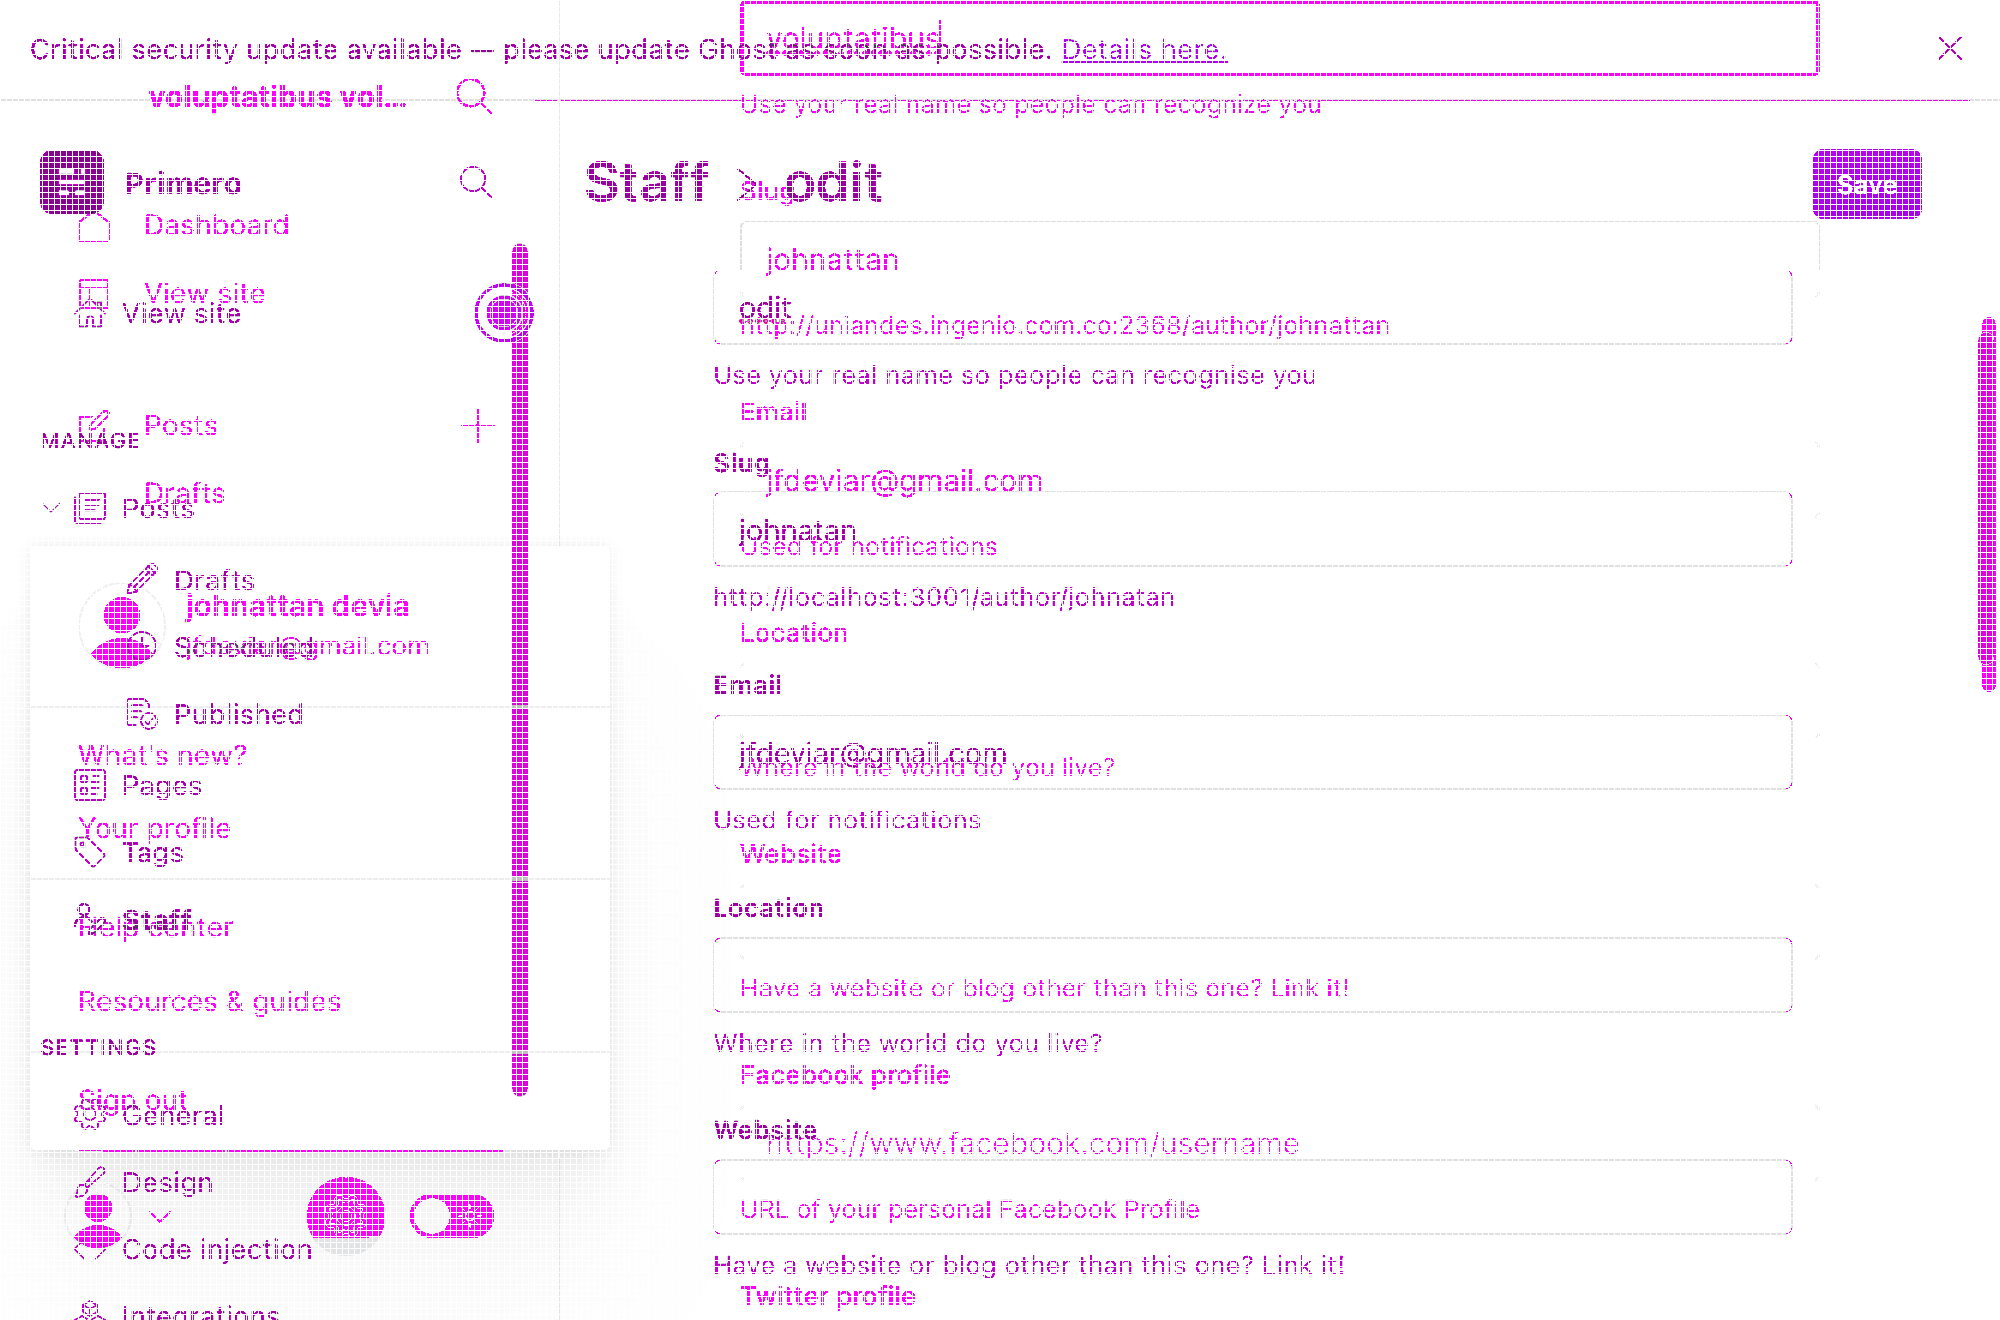 voluptatibus
Critical security update available — please update Ghost as soon as possible. Details here.
voluptatibus vol...
Use your real name so people can recognize you
Primero
Staff
odit
Slug
Save
Dashboard
johnattan
View site
View site
odit
http://uniandes.ingenio.com.co:2368/author/johnattan
Use your real name so people can recognise you
Email
Posts
MANAGE
Slug
jfdeviar@gmail.com
Drafts
Posts
johnatan
Used for notifications
Drafts
http://localhost:3001/author/johnatan
johnattan devia
Location
Scheduled
jfdeviar@gmail.com
Email
Published
What's new?
jfdeviar@gmail.com
Where in the world do you live?
Pages
Used for notifications
Your profile
Tags
Website
Location
Staff
Help center
Have a website or blog other than this one? Link it!
Resources & guides
SETTINGS
Where in the world do you live?
Facebook profile
Sign out
General
Website
https://www.facebook.com/username
Design
URL of your personal Facebook Profile
Code injection
Have a website or blog other than this one? Link it!
Twitter profile
Integrations